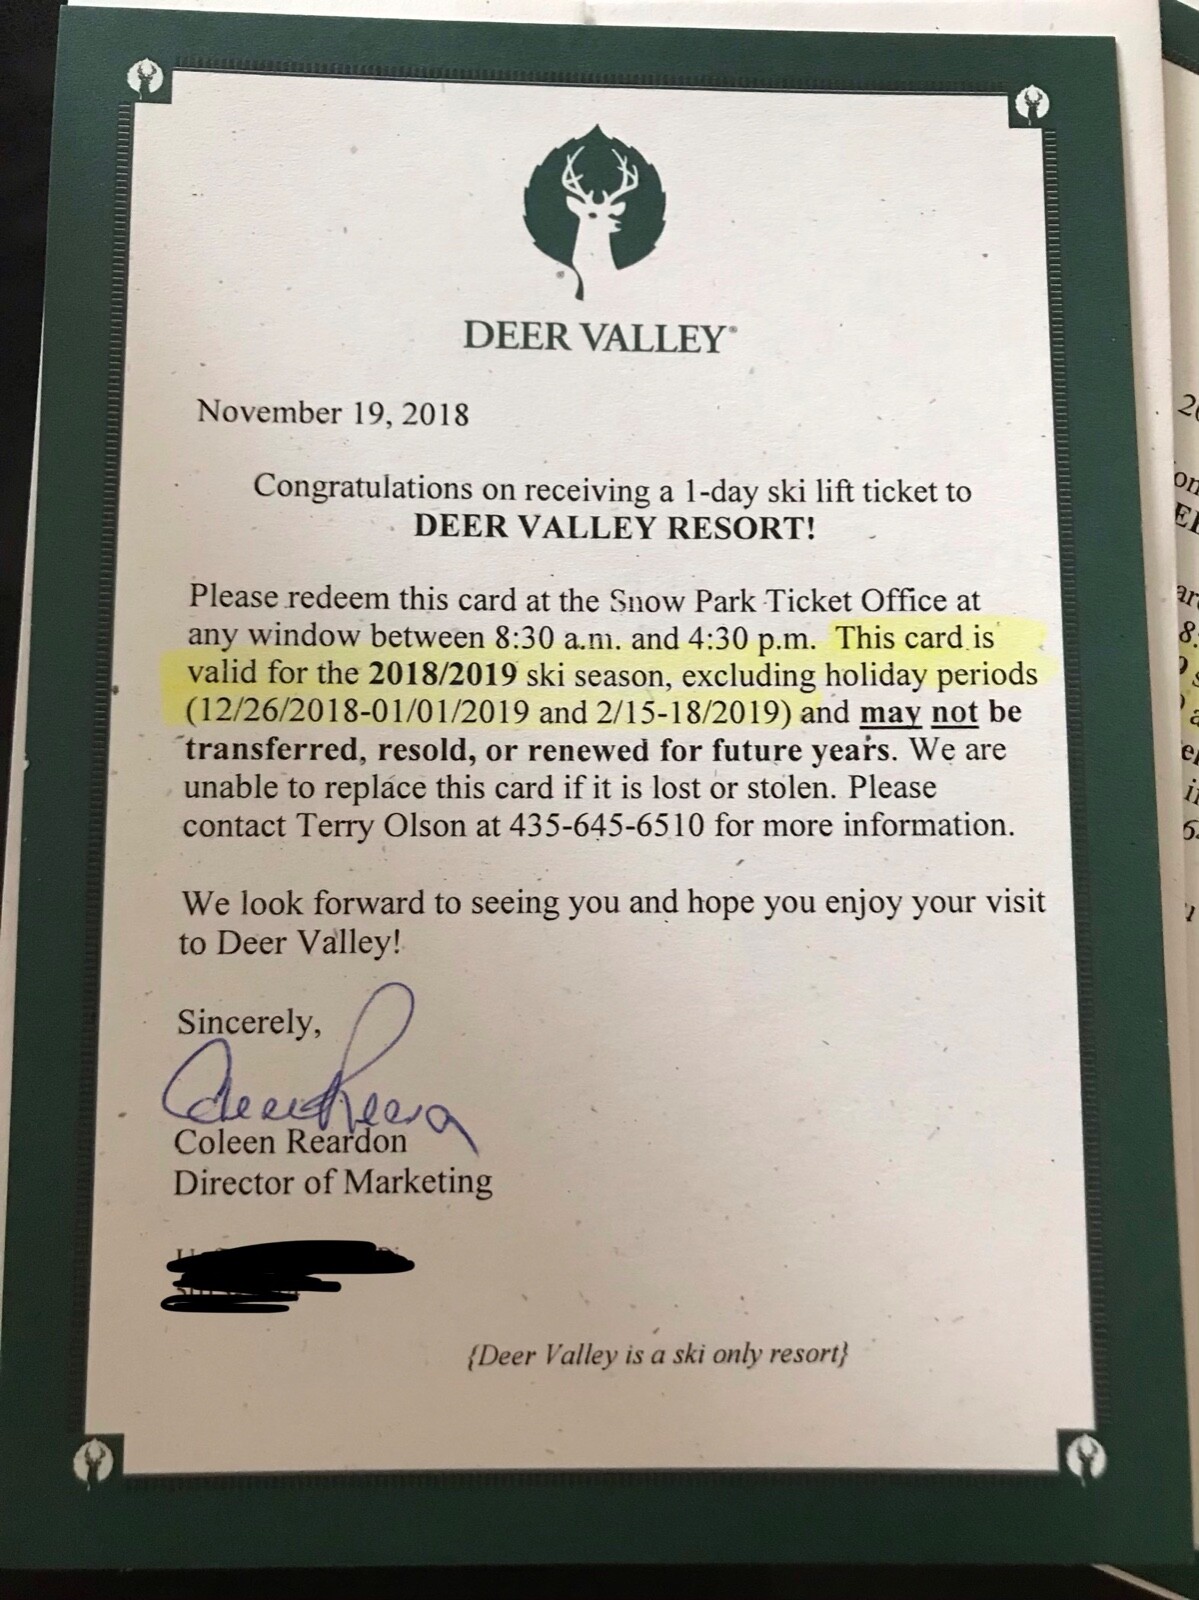 DEER VALLEY®
November 19, 2018
Congratulations on receiving a 1-day ski lift ticket to
DEER VALLEY RESORT!
Please redeem this card at the Snow Park Ticket Office at
any window between 8:30 a.m. and 4:30 p.m. This card is
valid for the 2018/2019 ski season, excluding holiday periods
(12/26/2018-01/01/2019 and 2/15-18/2019) and may not be
transferred, resold, or renewed for future years. We are
unable to replace this card if it is lost or stolen. Please
contact Terry Olson at 435-645-6510 for more information.
We look forward to seeing you and hope you enjoy your visit
to Deer Valley!
Sincerely,
Coleen Reardon
Director of Marketing
{Deer Valley is a ski only resort}